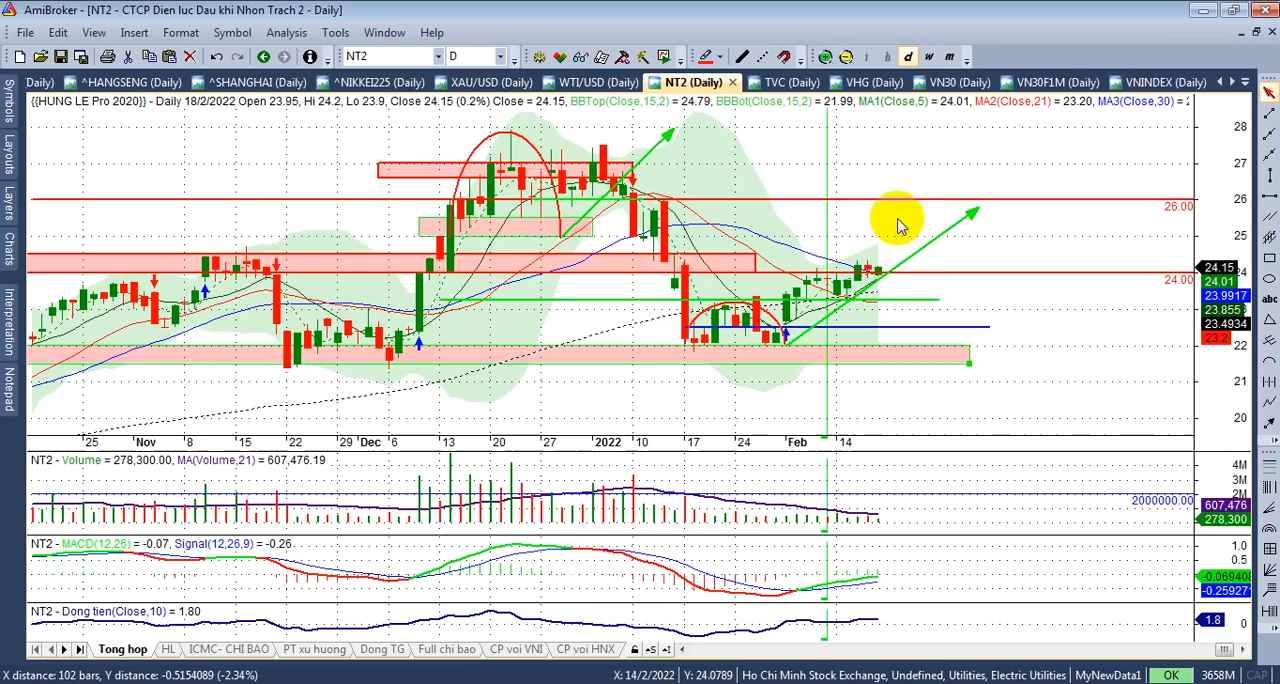 AmiBroker - [NT2 - CTCP Dien luc Dau khi Nhon Trach 2 - Daily]
File Edit View Insert Format Symbol Analysis Tools Window Help
NT2 D i h d w m
Daily) ^HANGSENG (Daily) ^SHANGHAI (Daily) ^NIKKEI225 (Daily) XAU/USD (Daily) WTI/USD (Daily) NT2 (Daily) TVC (Daily) VHG (Daily) VN30 (Daily) VN30F1M (Daily) VNINDEX (Daily)
Symbols
Layouts
Layers
Charts
Interpretation
Notepad
{{HUNG LE Pro 2020}} - Daily 18/2/2022 Open 23.95, Hi 24.2, Lo 23.9, Close 24.15 (0.2%) Close = 24.15, BBTop(Close,15,2) = 24.79, BBBot(Close,15,2) = 21.99, MA1(Close,5) = 24.01, MA2(Close,21) = 23.20, MA3(Close,30) = 2
28
27
26
26.00
25
24.15
24
24.00
24.01
23.9917
23.855
23.4934
23.2
22
21
20
25 Nov 8 15 22 29 Dec 6 13 20 27 2022 10 17 24 Feb 14
NT2 - Volume = 278,300.00, MA(Volume,21) = 607,476.19
4M
3M
2M
2000000.00
607,476
278,300
NT2 - MACD(12,26) = -0.07, Signal(12,26,9) = -0.26
1.0
0.5
-0.069408
-0.25927
NT2 - Dong tien(Close,10) = 1.80
1.8
0
Tong hop HL ICMC- CHI BAO PT xu huong Dong TG Full chi bao CP voi VNI CP voi HNX
X distance: 102 bars, Y distance: -0.5154089 (-2.34%) X: 14/2/2022 Y: 24.0789 Ho Chi Minh Stock Exchange, Undefined, Utilities, Electric Utilities MyNewData1 OK 3658M CAP
abc